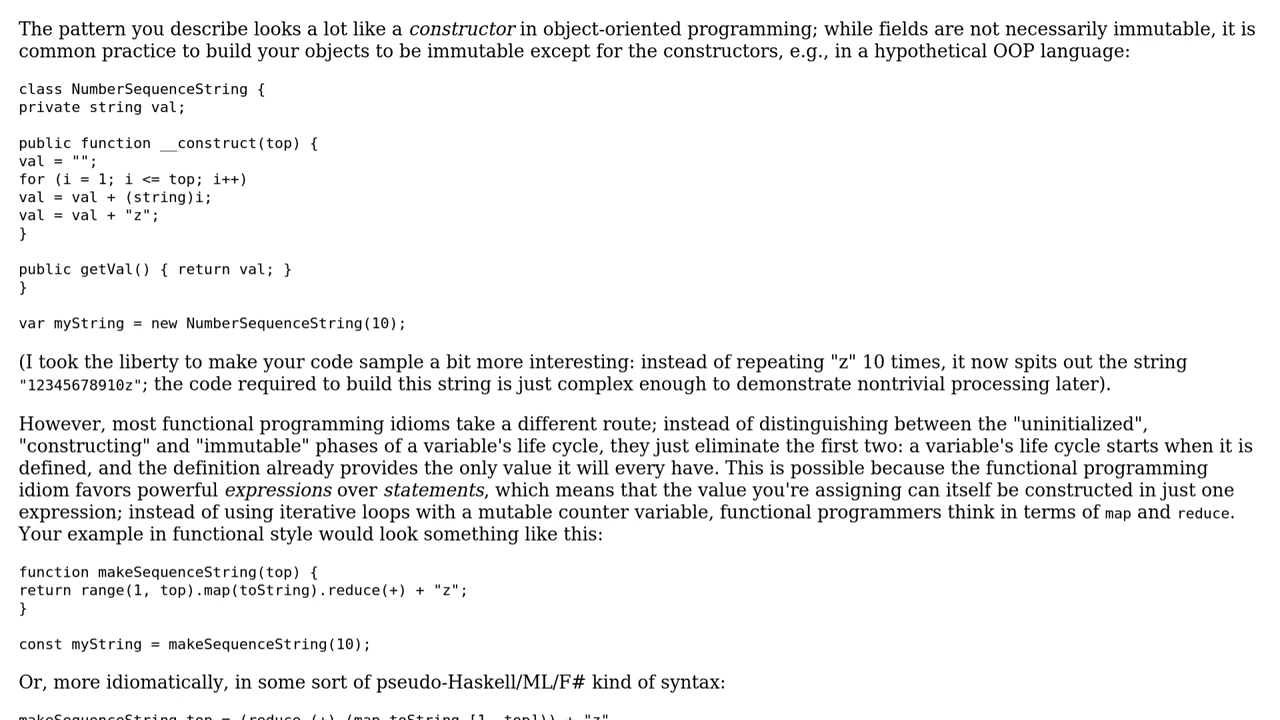 The pattern you describe looks a lot like a constructor in object-oriented programming; while fields are not necessarily immutable, it is
common practice to build your objects to be immutable except for the constructors, e.g., in a hypothetical OOP language:
class NumberSequenceString {
private string val;
public function __construct(top) {
val = "";
for (i = 1; i <= top; i++)
val = val + (string)i;
val = val + "z";
}
public getVal() { return val; }
}
var myString = new NumberSequenceString(10);
(I took the liberty to make your code sample a bit more interesting: instead of repeating "z" 10 times, it now spits out the string
"12345678910z"; the code required to build this string is just complex enough to demonstrate nontrivial processing later).
However, most functional programming idioms take a different route; instead of distinguishing between the "uninitialized",
"constructing" and "immutable" phases of a variable's life cycle, they just eliminate the first two: a variable's life cycle starts when it is
defined, and the definition already provides the only value it will every have. This is possible because the functional programming
idiom favors powerful expressions over statements, which means that the value you're assigning can itself be constructed in just one
expression; instead of using iterative loops with a mutable counter variable, functional programmers think in terms of map and reduce.
Your example in functional style would look something like this:
function makeSequenceString(top) {
return range(1, top).map(toString).reduce(+) + "z";
}
const myString = makeSequenceString(10);
Or, more idiomatically, in some sort of pseudo-Haskell/ML/F# kind of syntax:
makeSequenceString top = (reduce (+) (map toString [1..top])) + "z"